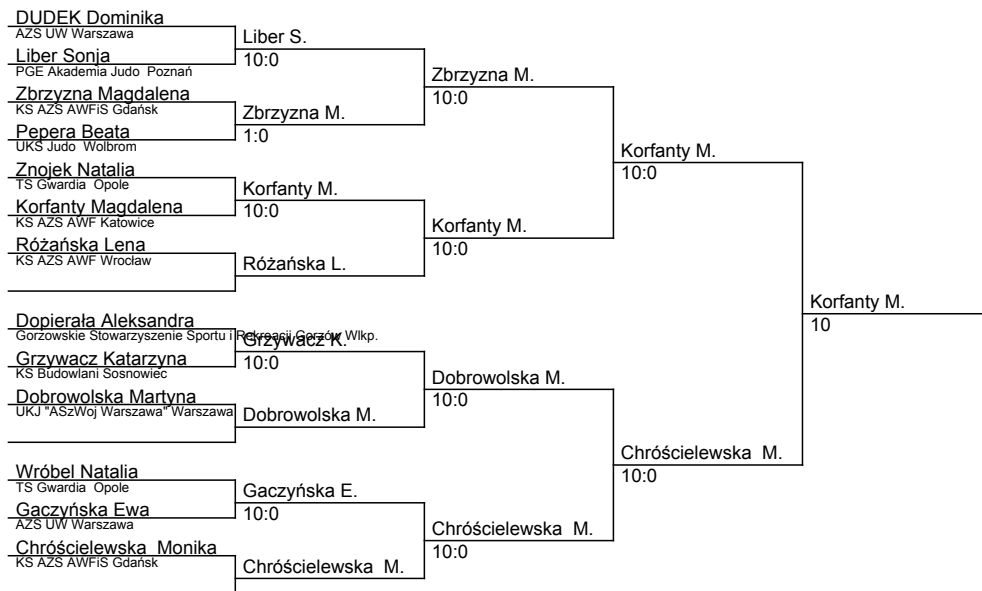 DUDEK Dominika
AZS UW Warszawa
Liber Sonja
PGE Akademia Judo  Poznań
Zbrzyzna Magdalena
KS AZS AWFiS Gdańsk
Pepera Beata
UKS Judo  Wolbrom
Znojek Natalia
TS Gwardia  Opole
Korfanty Magdalena
KS AZS AWF Katowice
Różańska Lena
KS AZS AWF Wrocław
Dopierała Aleksandra
Gorzowskie Stowarzyszenie Sportu i Rekreacji Gorzów Wlkp.
Grzywacz Katarzyna
KS Budowlani Sosnowiec
Dobrowolska Martyna
UKJ "ASzWoj Warszawa" Warszawa
Wróbel Natalia
TS Gwardia  Opole
Gaczyńska Ewa
AZS UW Warszawa
Chróścielewska  Monika
KS AZS AWFiS Gdańsk
Liber S.
10:0
Zbrzyzna M.
1:0
Korfanty M.
10:0
Różańska L.
Grzywacz K.
10:0
Dobrowolska M.
Gaczyńska E.
10:0
Chróścielewska  M.
Zbrzyzna M.
10:0
Korfanty M.
10:0
Dobrowolska M.
10:0
Chróścielewska  M.
10:0
Korfanty M.
10:0
Chróścielewska  M.
10:0
Korfanty M.
10